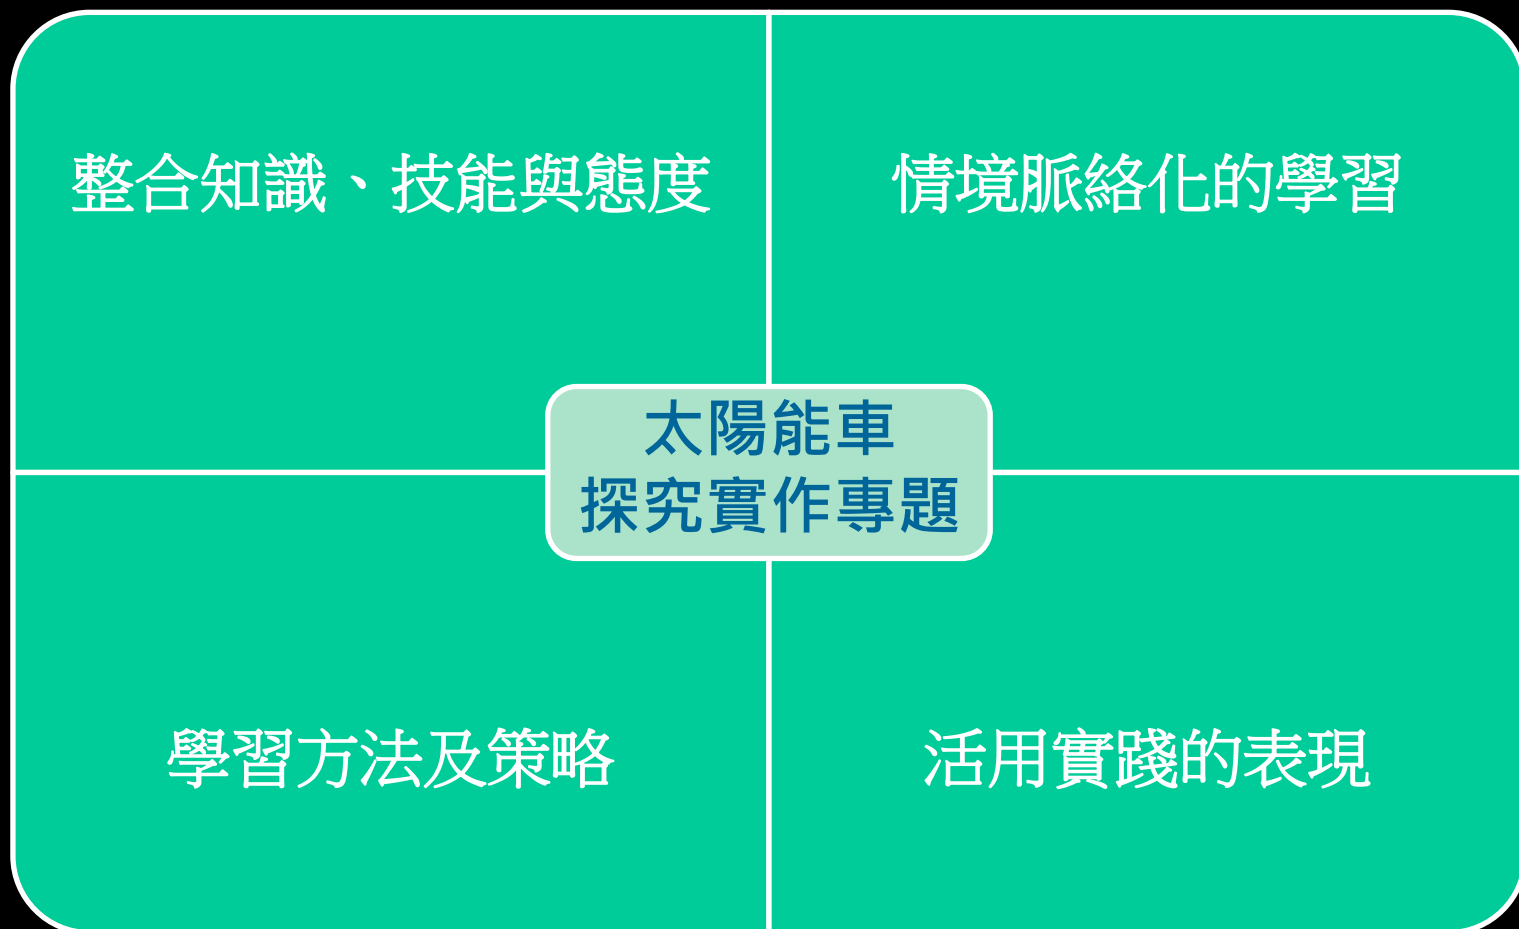 整合知識、技能與態度
情境脈絡化的學習
太陽能車
探究實作專題
學習方法及策略
活用實踐的表現